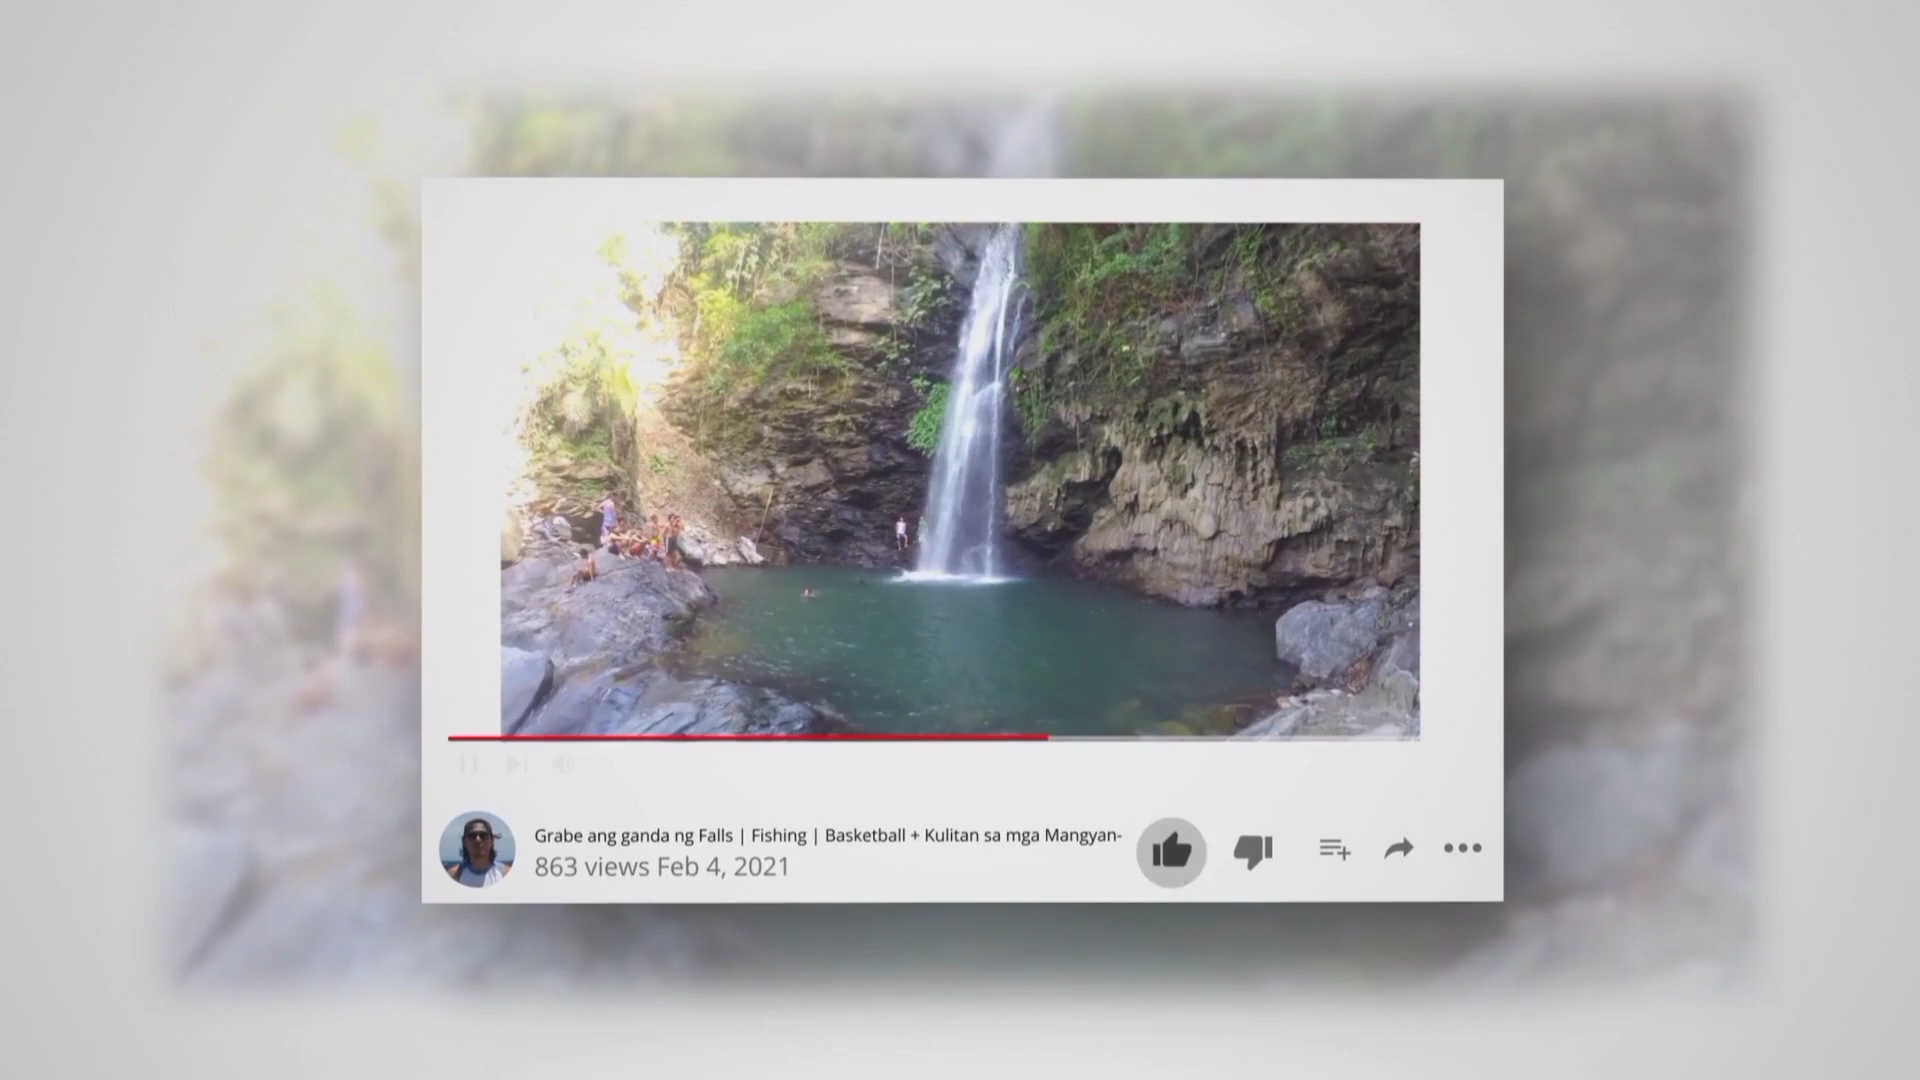 Grabe ang ganda ng Falls | Fishing | Basketball + Kulitan sa mga Mangyan-
863 views Feb 4, 2021